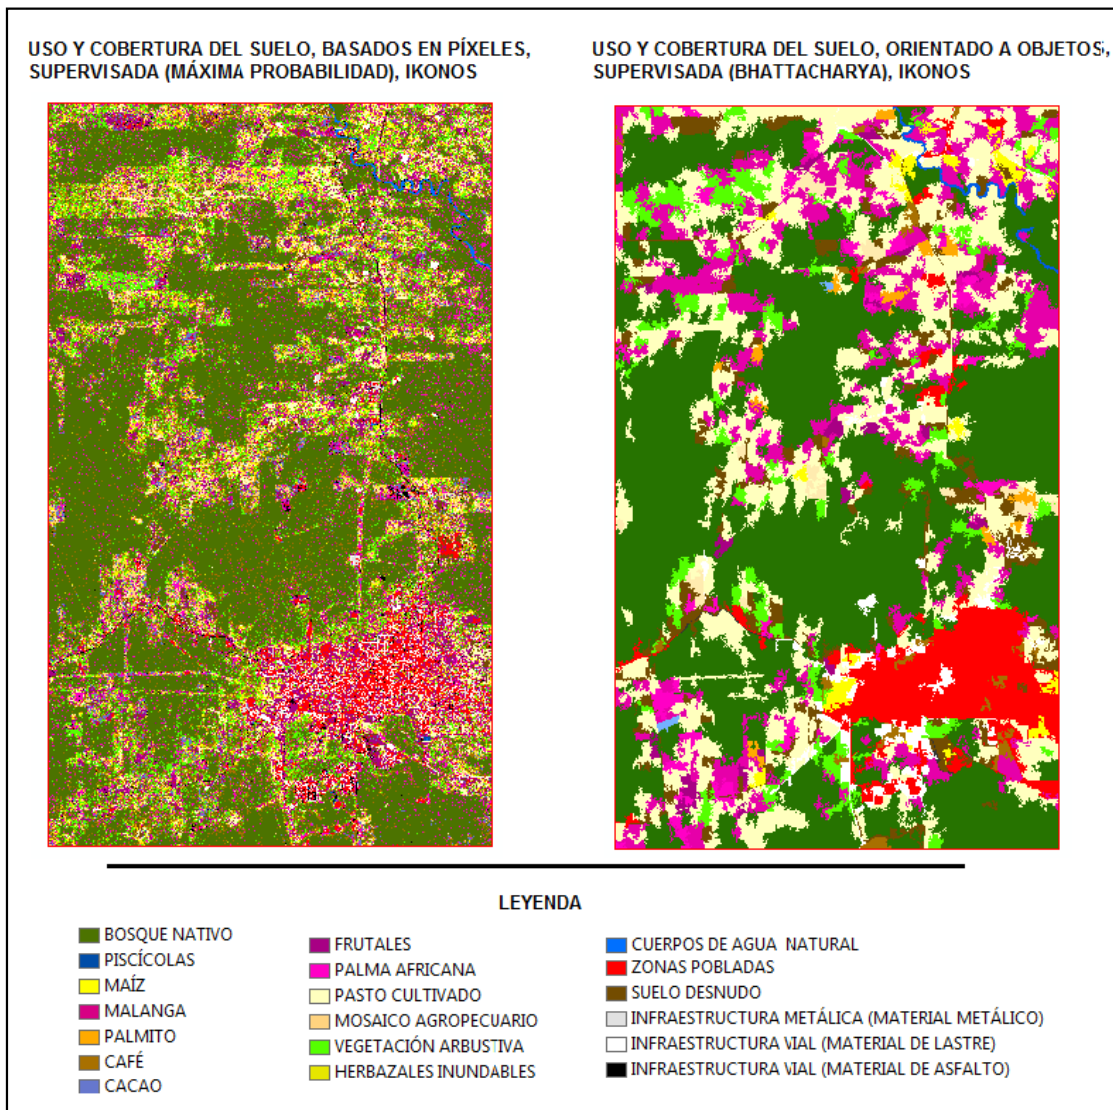 USO Y COBERTURA DEL SUELO, BASADOS EN PÍXELES,
SUPERVISADA (MÁXIMA PROBABILIDAD), IKONOS
USO Y COBERTURA DEL SUELO, ORIENTADO A OBJETOS,
SUPERVISADA (BHATTACHARYA), IKONOS
LEYENDA
BOSQUE NATIVO
PISCÍCOLAS
MAÍZ
MALANGA
PALMITO
CAFÉ
CACAO
FRUTALES
PALMA AFRICANA
PASTO CULTIVADO
MOSAICO AGROPECUARIO
VEGETACIÓN ARBUSTIVA
HERBAZALES INUNDABLES
CUERPOS DE AGUA NATURAL
ZONAS POBLADAS
SUELO DESNUDO
INFRAESTRUCTURA METÁLICA (MATERIAL METÁLICO)
INFRAESTRUCTURA VIAL (MATERIAL DE LASTRE)
INFRAESTRUCTURA VIAL (MATERIAL DE ASFALTO)